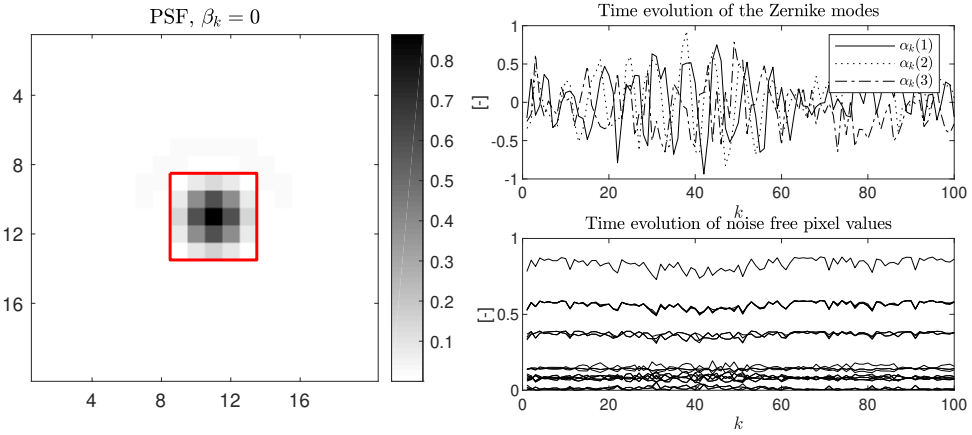 PSF, βₖ = 0
4
8
12
16
4 8 12 16
0.8
0.7
0.6
0.5
0.4
0.3
0.2
0.1
Time evolution of the Zernike modes
1
0.5
0
-0.5
-1
[-]
αₖ(1)
αₖ(2)
αₖ(3)
0 20 40 60 80 100
k
Time evolution of noise free pixel values
1
0.5
0
[-]
0 20 40 60 80 100
k